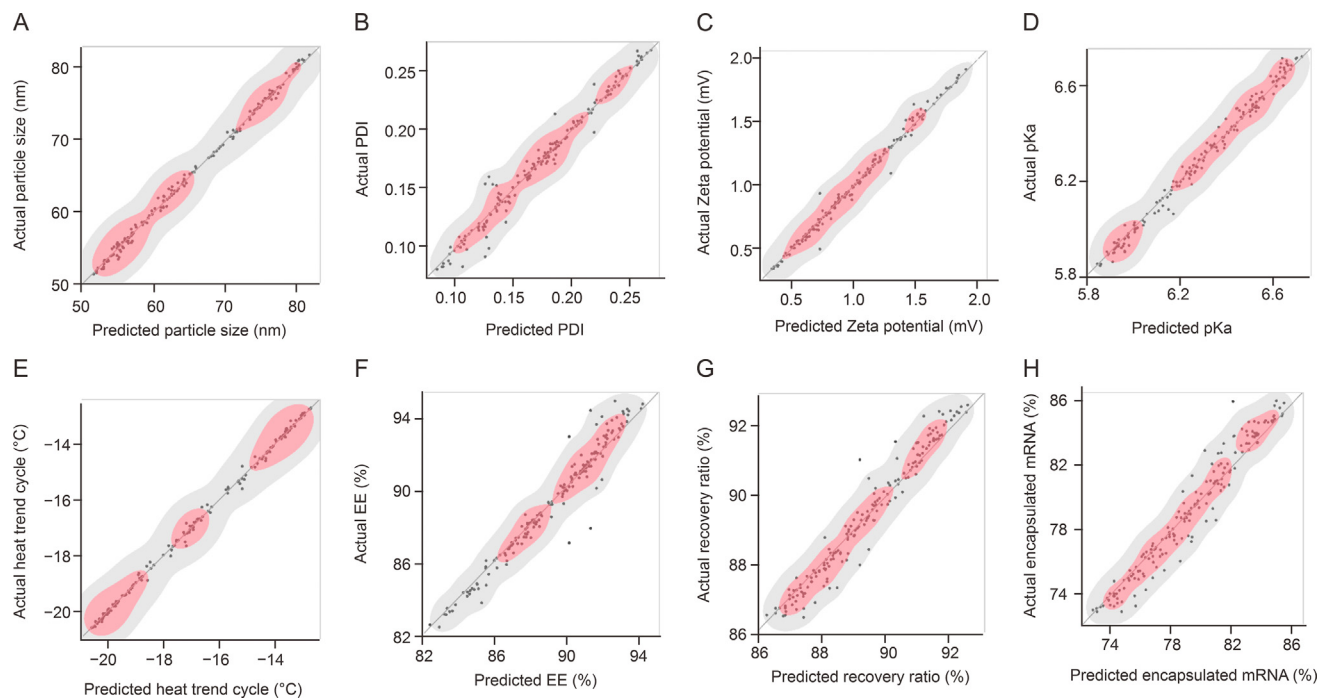 A
Actual particle size (nm)
80
70
60
50
50 60 70 80
Predicted particle size (nm)
B
Actual PDI
0.25
0.20
0.15
0.10
0.10 0.15 0.20 0.25
Predicted PDI
C
Actual Zeta potential (mV)
2.0
1.5
1.0
0.5
0.5 1.0 1.5 2.0
Predicted Zeta potential (mV)
D
Actual pKa
6.6
6.2
5.8
5.8 6.2 6.6
Predicted pKa
E
Actual heat trend cycle (°C)
−14
−16
−18
−20
−20 −18 −16 −14
Predicted heat trend cycle (°C)
F
Actual EE (%)
94
90
86
82
82 86 90 94
Predicted EE (%)
G
Actual recovery ratio (%)
92
90
88
86
86 88 90 92
Predicted recovery ratio (%)
H
Actual encapsulated mRNA (%)
86
82
78
74
74 78 82 86
Predicted encapsulated mRNA (%)